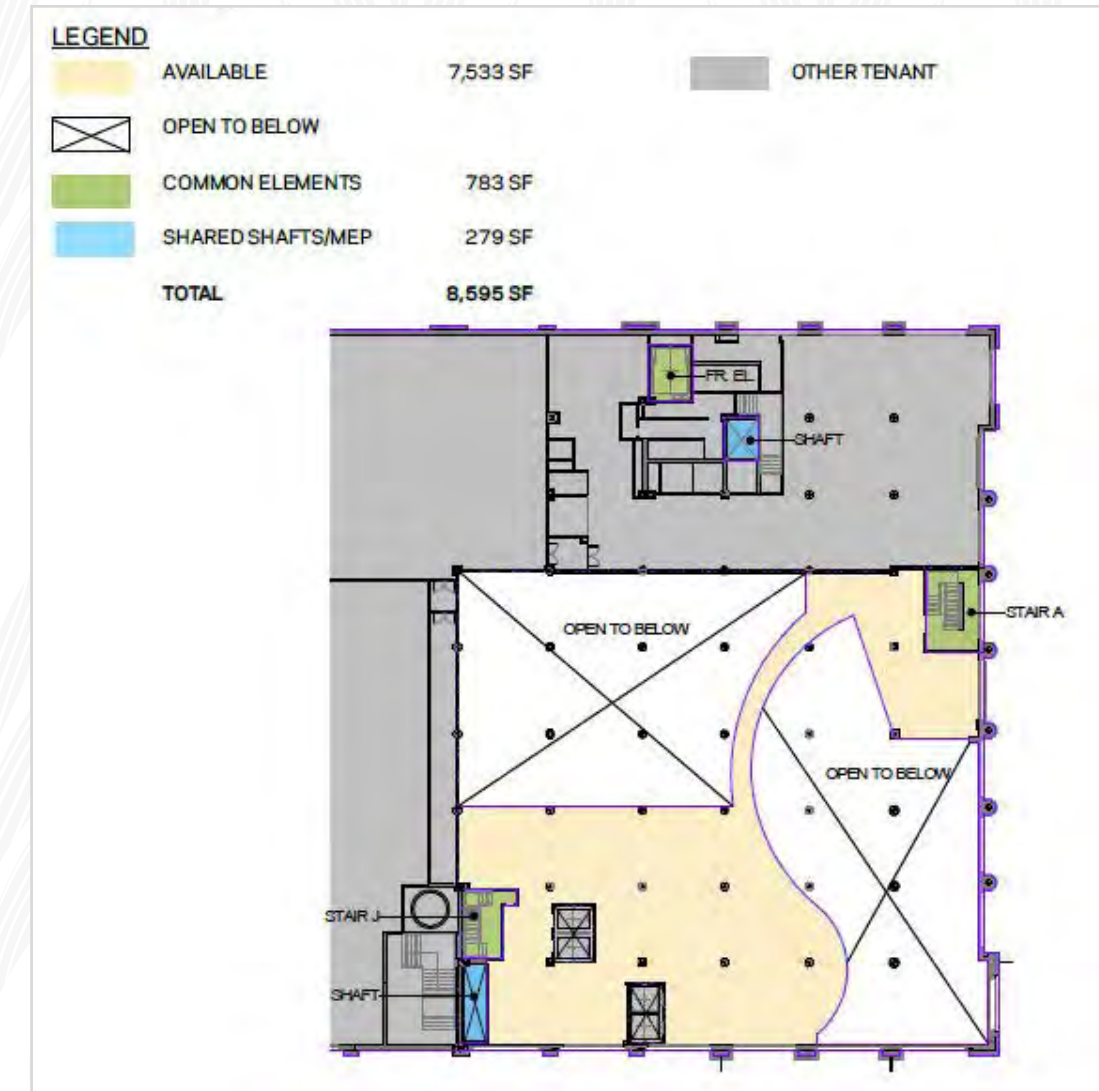 LEGEND
AVAILABLE 7,533 SF
OTHER TENANT
OPEN TO BELOW
COMMON ELEMENTS 783 SF
SHARED SHAFTS/MEP 279 SF
TOTAL 8,595 SF
FR. EL.
SHAFT
STAIR A
OPEN TO BELOW
OPEN TO BELOW
STAIR J
SHAFT